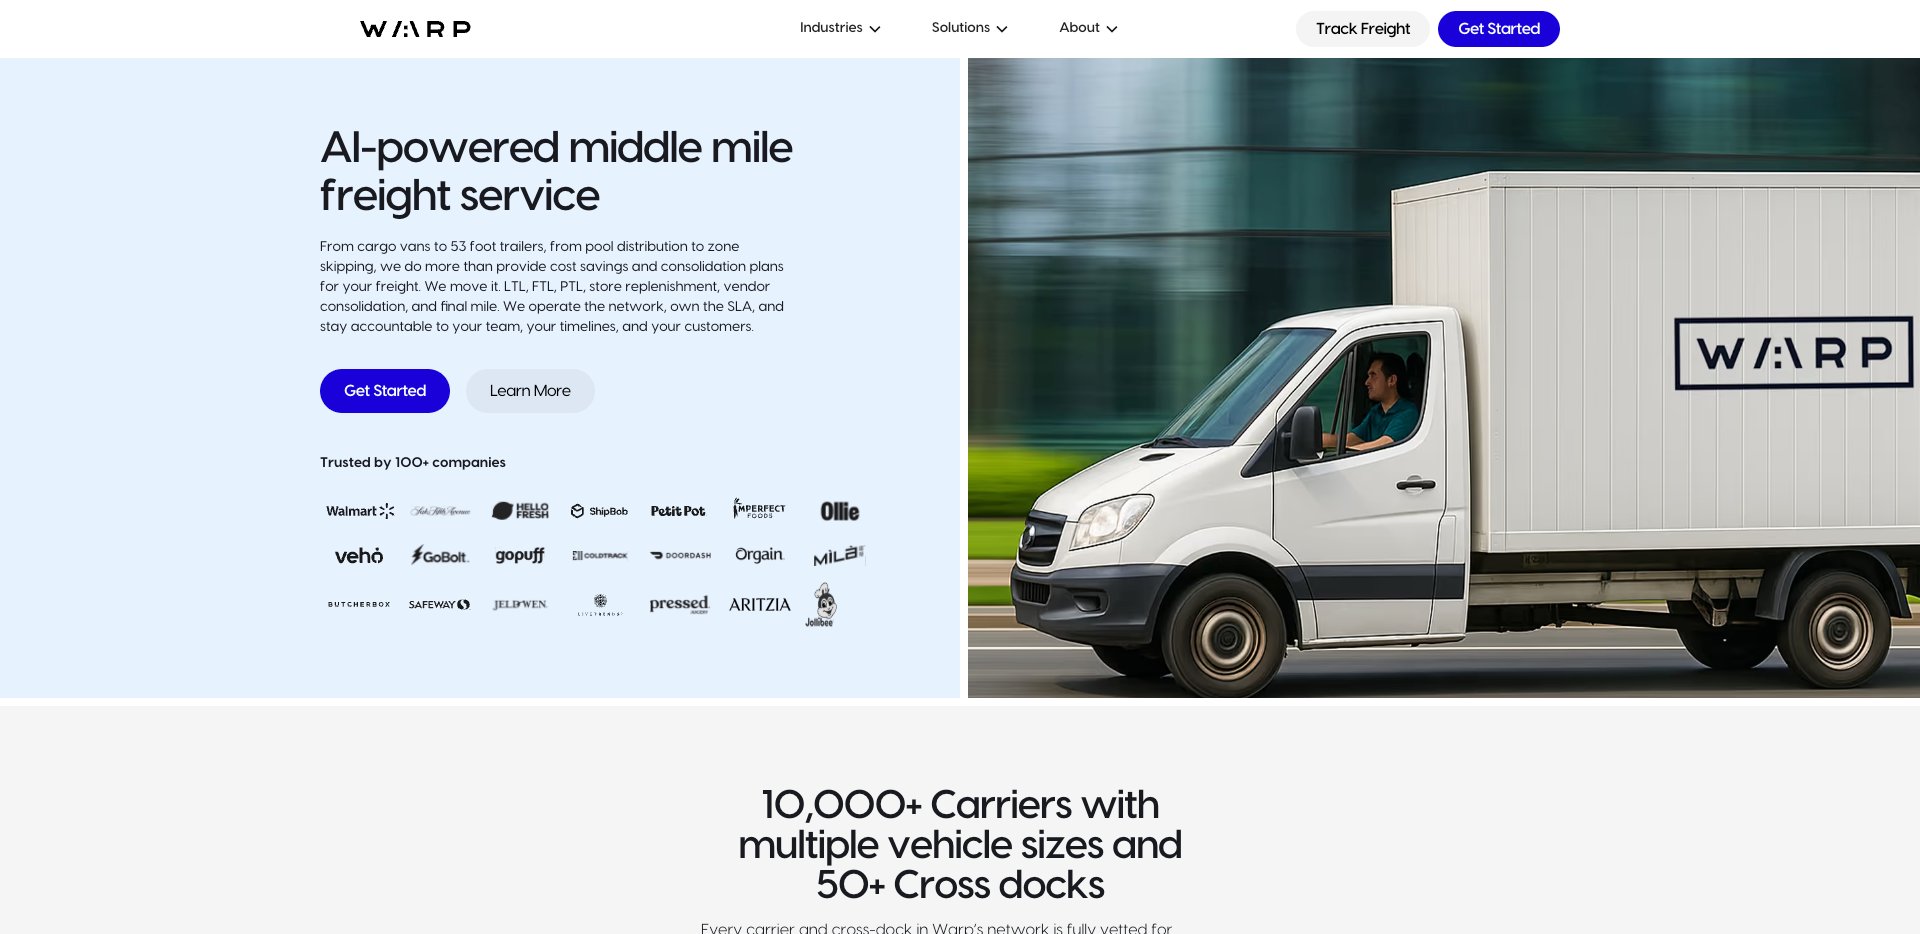 WARP
Industries
Solutions
About
Track Freight
Get Started
AI-powered middle mile
freight service
From cargo vans to 53 foot trailers, from pool distribution to zone
skipping, we do more than provide cost savings and consolidation plans
for your freight. We move it. LTL, FTL, PTL, store replenishment, vendor
consolidation, and final mile. We operate the network, own the SLA, and
stay accountable to your team, your timelines, and your customers.
Get Started
Learn More
Trusted by 100+ companies
Walmart
Saks Fifth Avenue
HELLO
FRESH
ShipBob
Petit Pot
IMPERFECT
FOODS
Ollie
veho
GoBolt
gopuff
COLDTRACK
DOORDASH
Orgain
MILÀ
BUTCHERBOX
SAFEWAY
JELD-WEN
LIVETRENDS
pressed
JUICERY
ARITZIA
Jollibee
WARP
10,000+ Carriers with
multiple vehicle sizes and
50+ Cross docks
Every carrier and cross-dock in Warp's network is fully vetted for